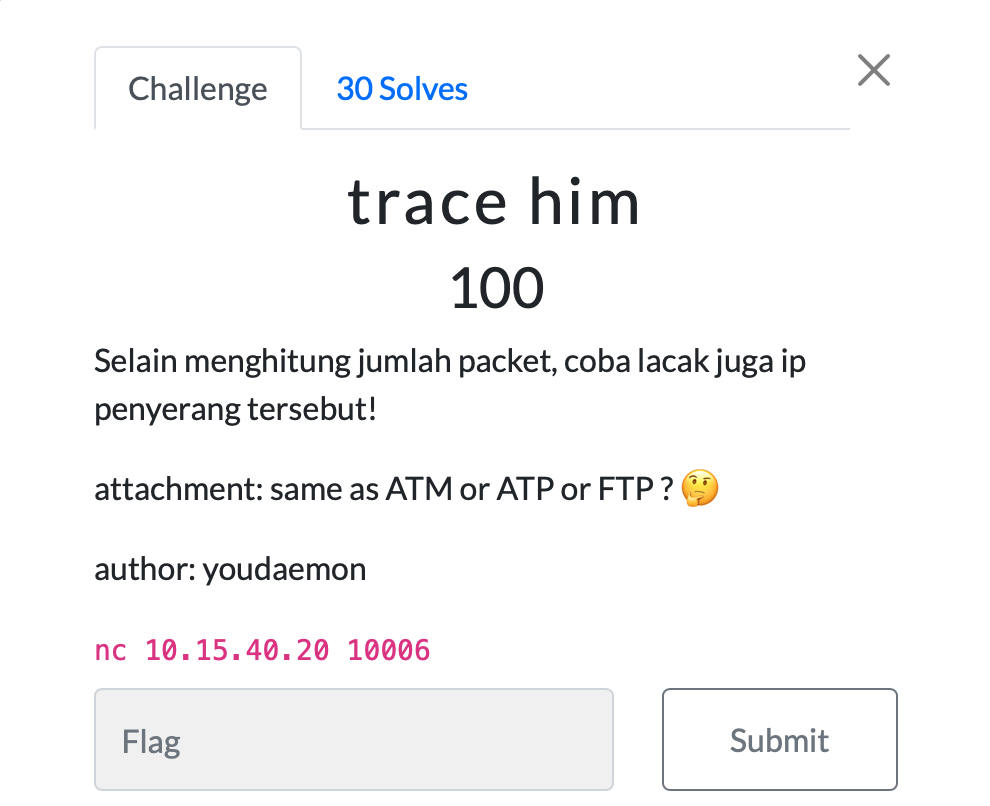 Challenge
30 Solves
trace him
100
Selain menghitung jumlah packet, coba lacak juga ip
penyerang tersebut!
attachment: same as ATM or ATP or FTP ? 🤔
author: youdaemon
nc 10.15.40.20 10006
Flag
Submit